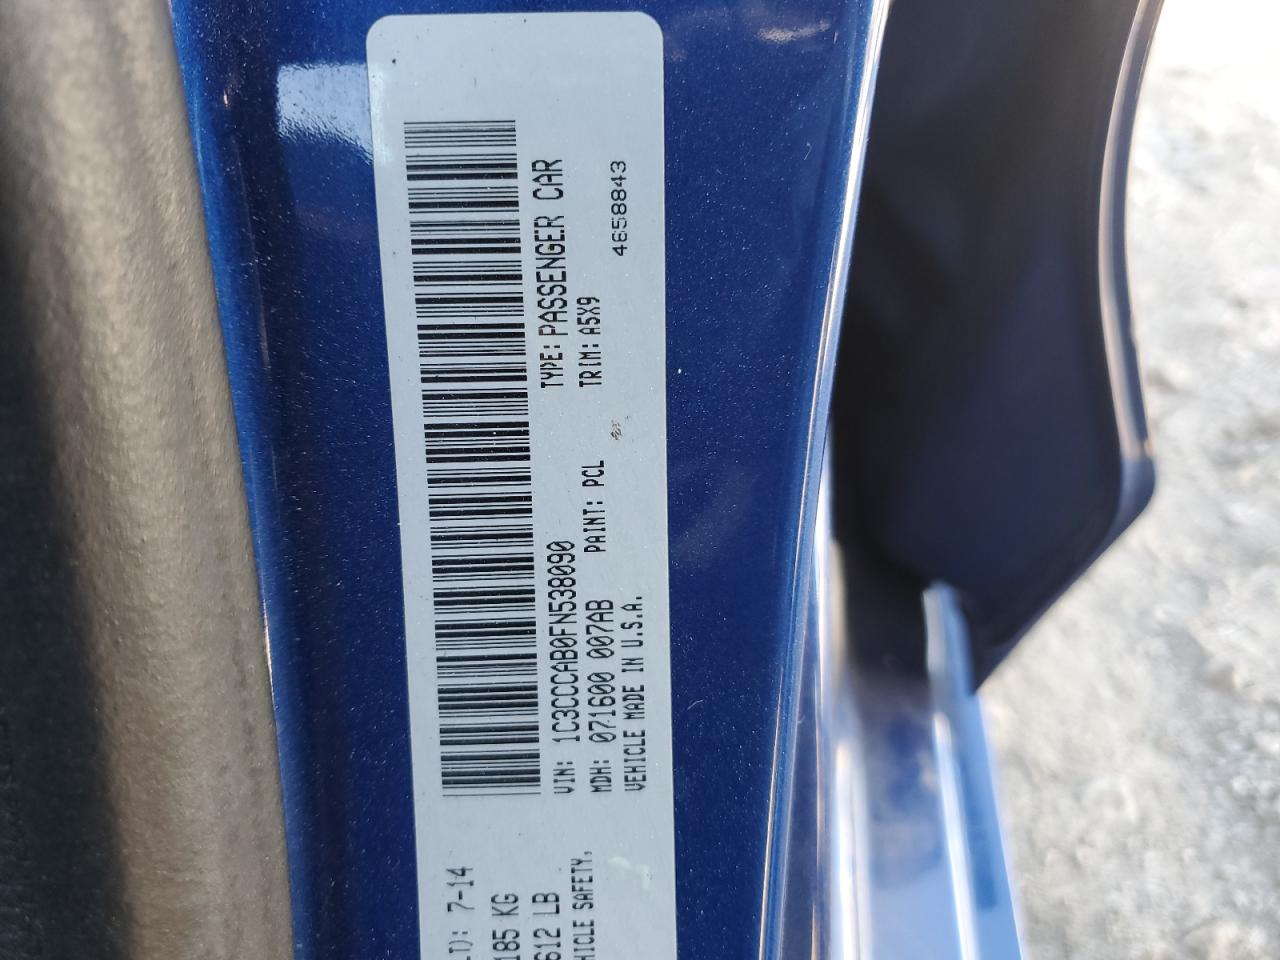 LT): 7-14
185 KG
612 LB
HICLE SAFETY,
VIN: 1C3CCCAB0FN538090 TYPE: PASSENGER CAR
MDH: 071600 007AB PAINT: PCL TRIM: A5X9
VEHICLE MADE IN U.S.A. 4658843